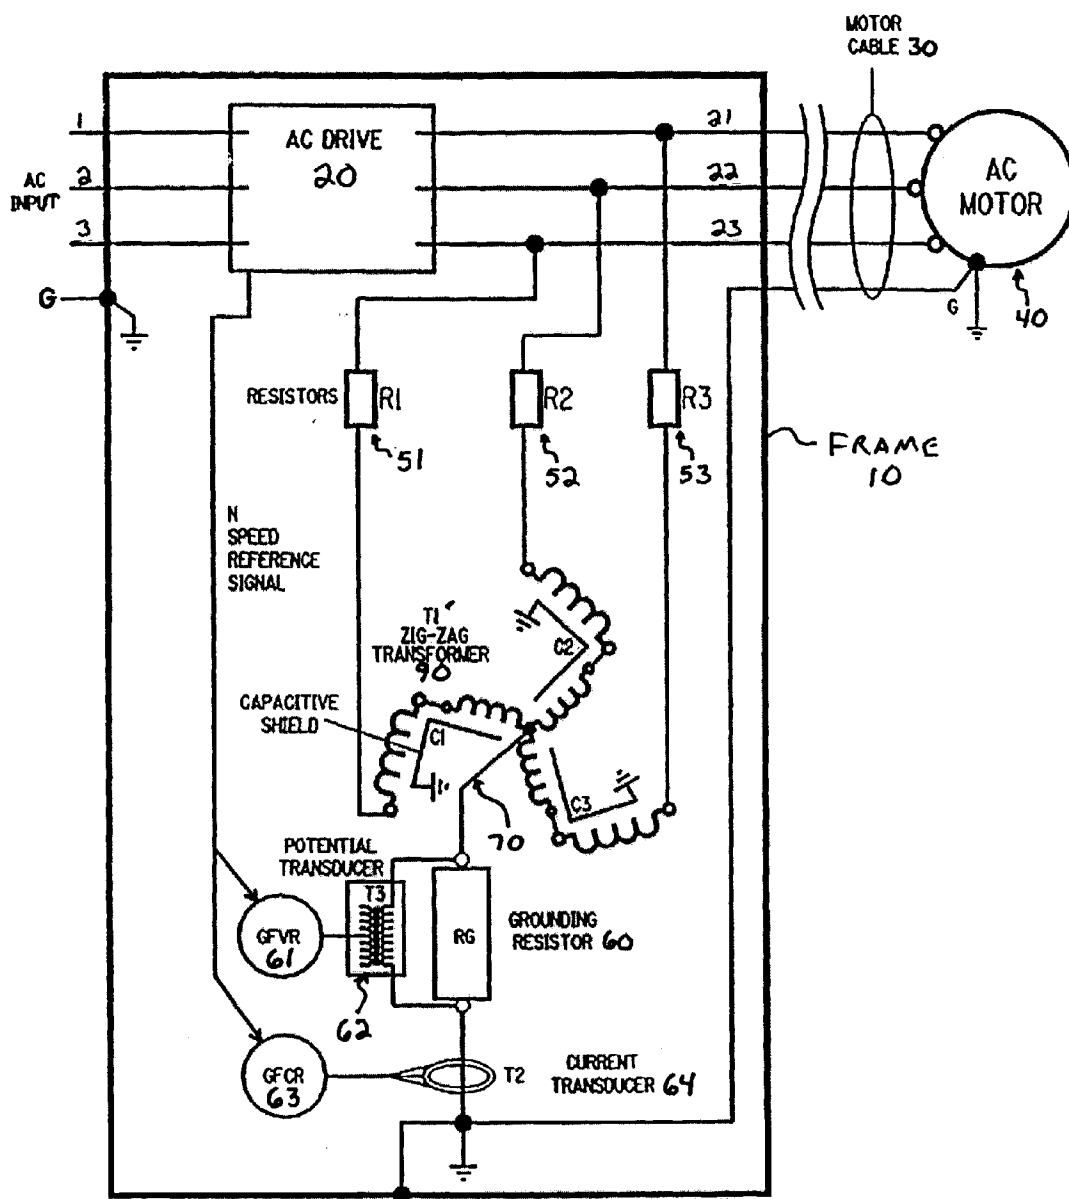 MOTOR
CABLE 30
1
2
3
AC
INPUT
G
AC DRIVE
20
21
22
23
AC
MOTOR
G
40
RESISTORS
R1
51
R2
52
R3
53
FRAME
10
N
SPEED
REFERENCE
SIGNAL
T1
ZIG-ZAG
TRANSFORMER
90
C2
CAPACITIVE
SHIELD
C1
C3
70
POTENTIAL
TRANSDUCER
T3
GFVR
61
62
RG
GROUNDING
RESISTOR 60
GFCR
63
T2
CURRENT
TRANSDUCER 64